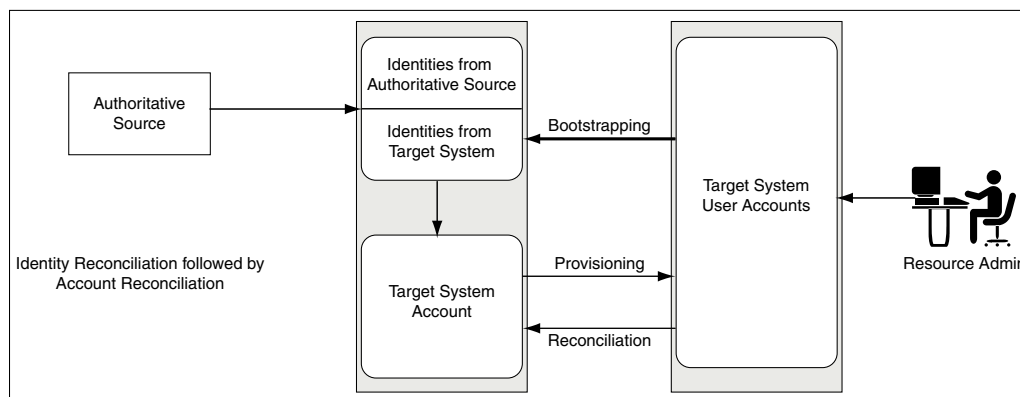 Authoritative
Source
Identities from
Authoritative Source
Identities from
Target System
Bootstrapping
Target System
User Accounts
Resource Admin
Identity Reconciliation followed by
Account Reconciliation
Target System
Account
Provisioning
Reconciliation